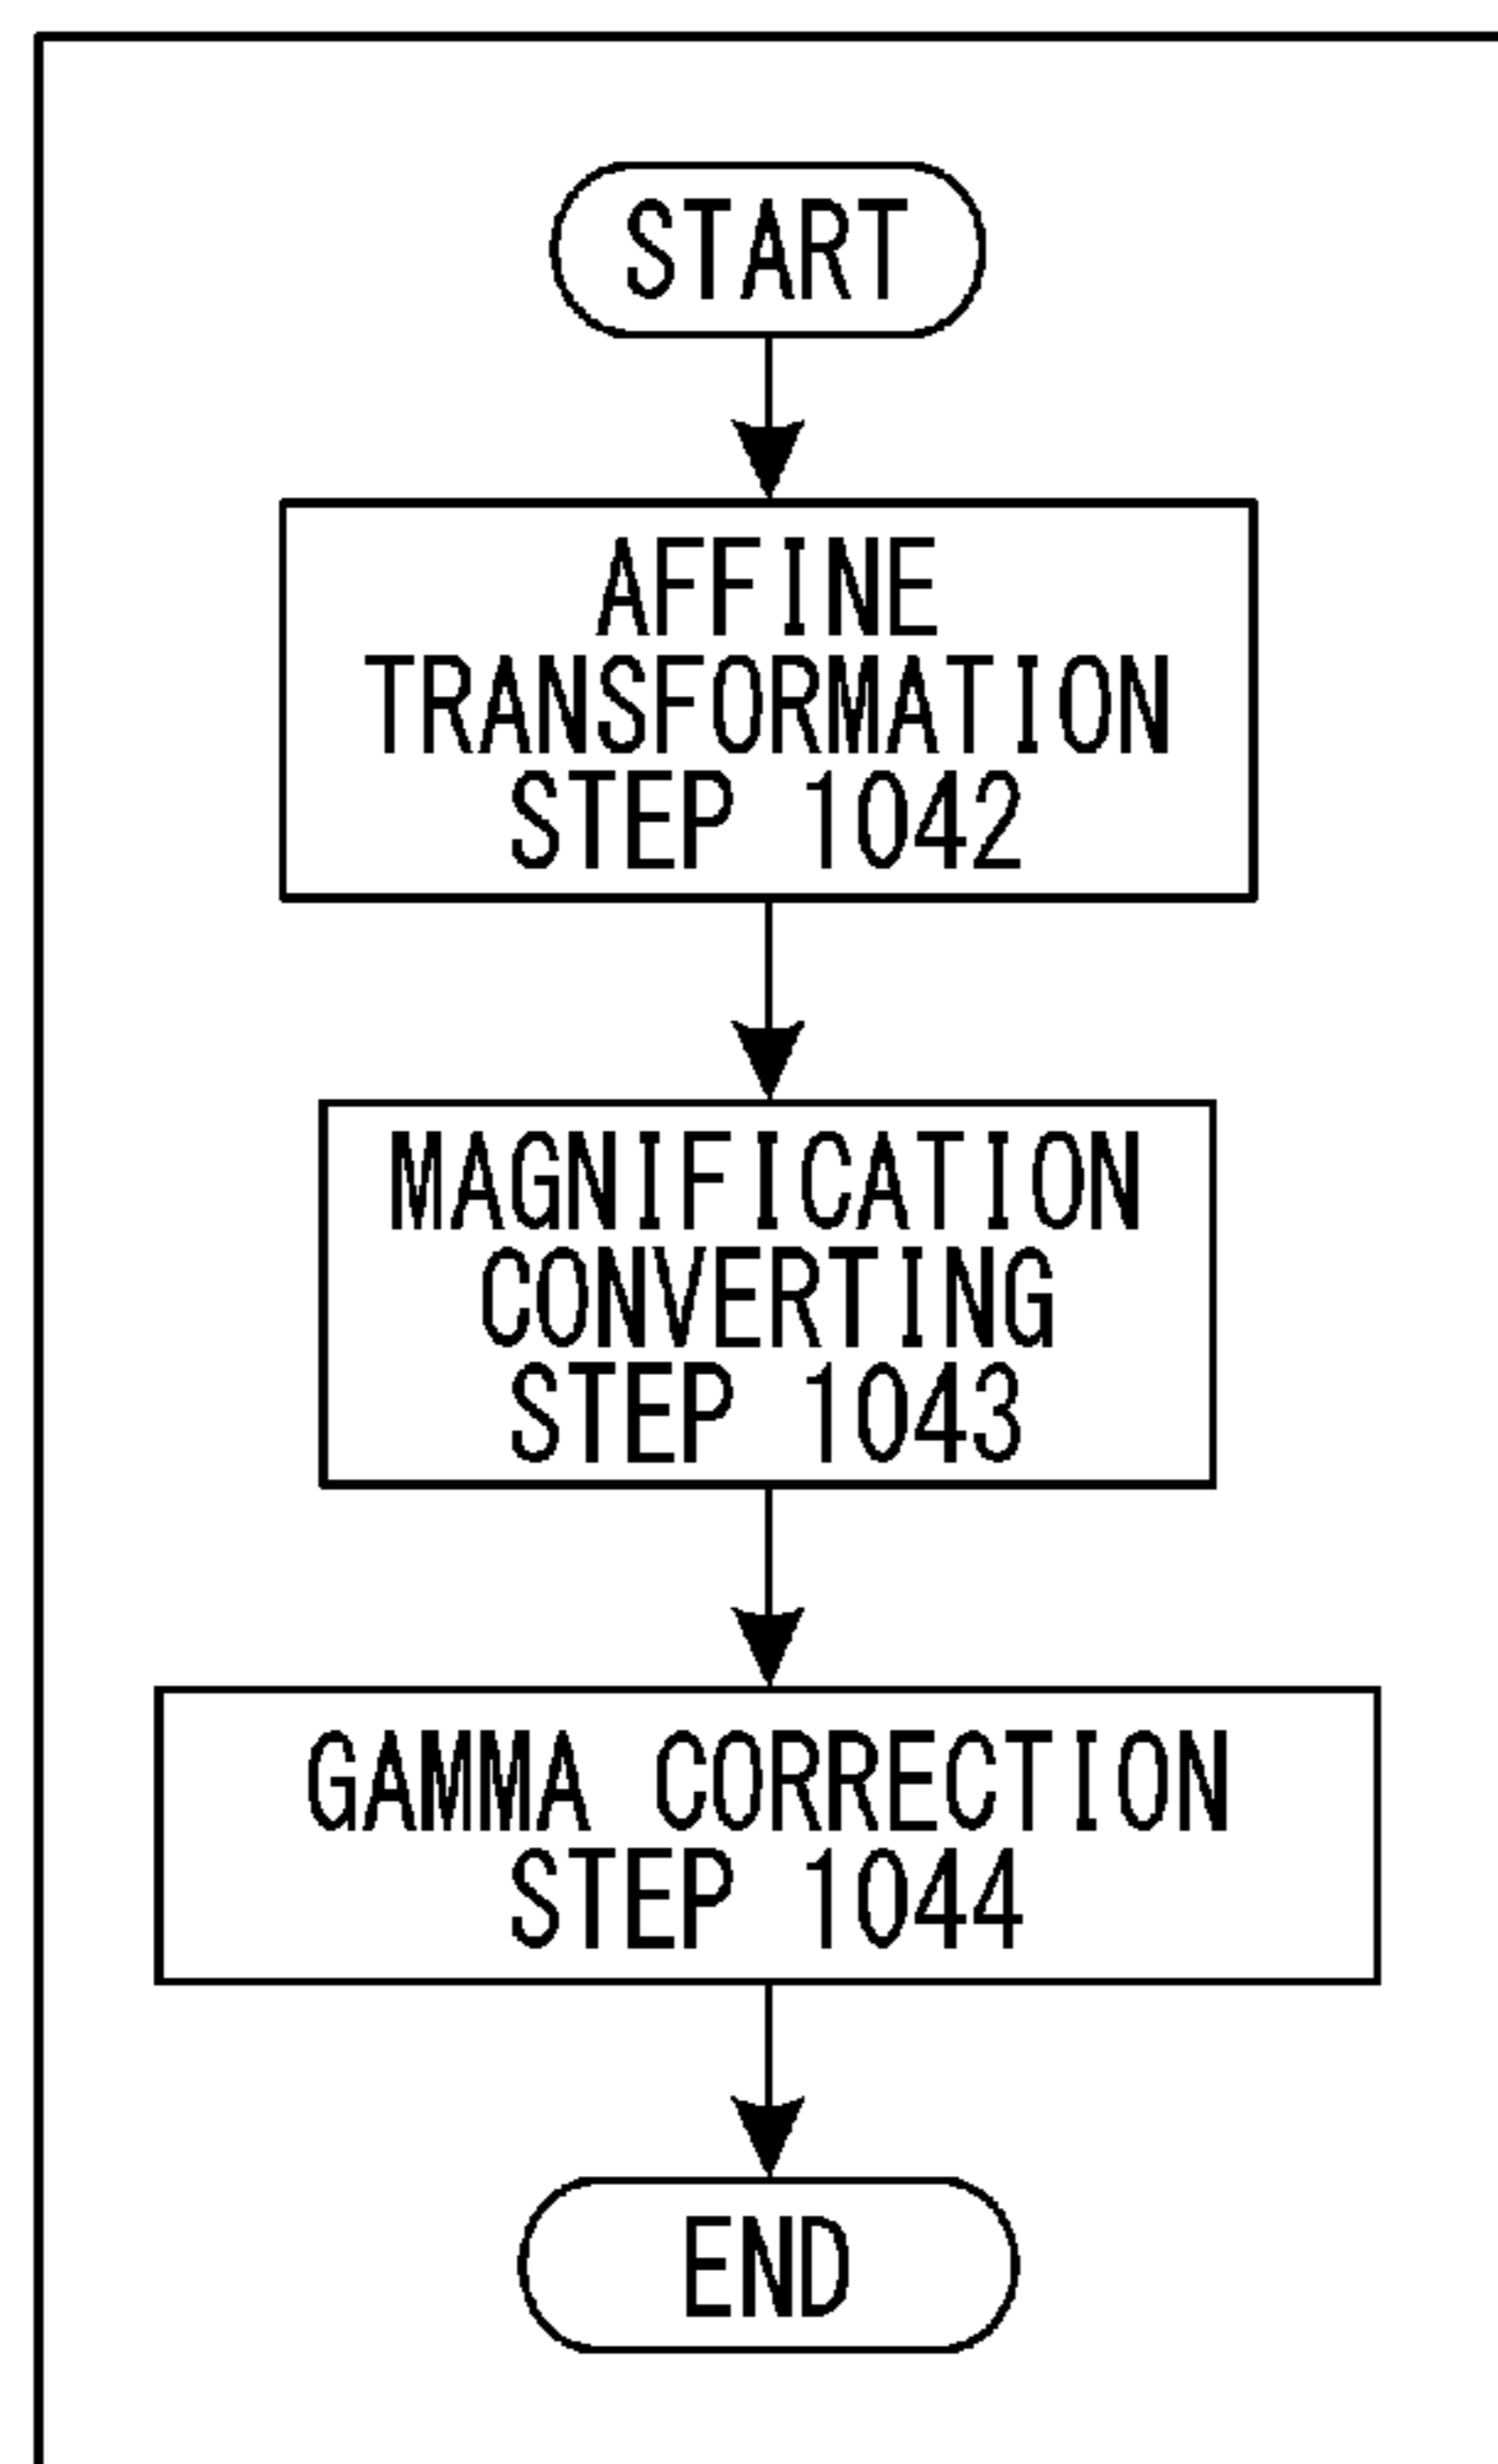 START
AFFINE
TRANSFORMATION
STEP 1042
MAGNIFICATION
CONVERTING
STEP 1043
GAMMA CORRECTION
STEP 1044
END